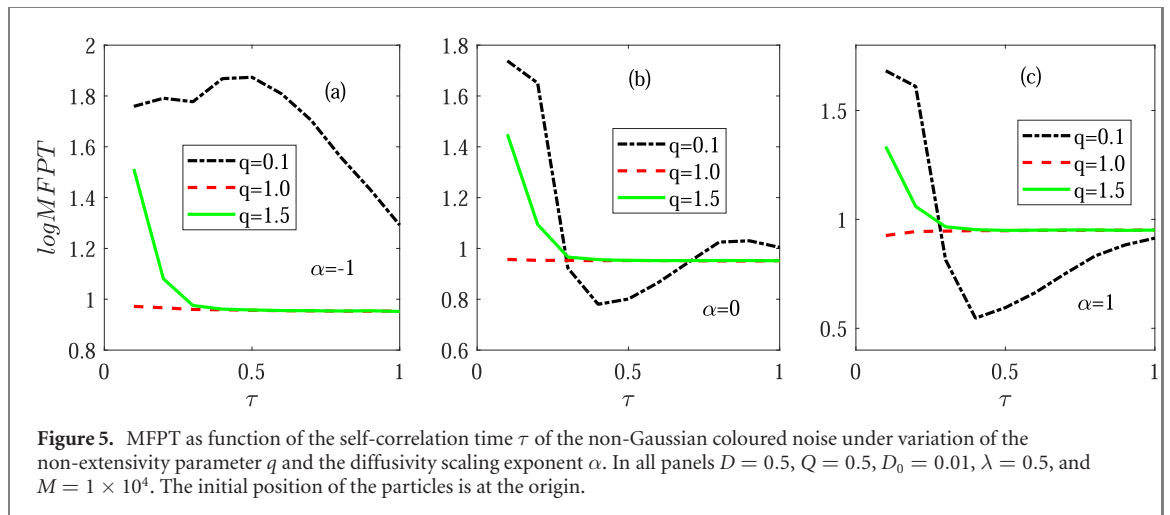 2
1.8
1.6
1.4
1.2
1
0.8
logMFPT
0
0.5
1
τ
(a)
q=0.1
q=1.0
q=1.5
α=-1
1.8
1.6
1.4
1.2
1
0.8
0.6
0
0.5
1
τ
(b)
q=0.1
q=1.0
q=1.5
α=0
1.5
1
0.5
0
0.5
1
τ
(c)
q=0.1
q=1.0
q=1.5
α=1
Figure 5. MFPT as function of the self-correlation time τ of the non-Gaussian coloured noise under variation of the
non-extensivity parameter q and the diffusivity scaling exponent α. In all panels D = 0.5, Q = 0.5, D₀ = 0.01, λ = 0.5, and
M = 1 × 10⁴. The initial position of the particles is at the origin.